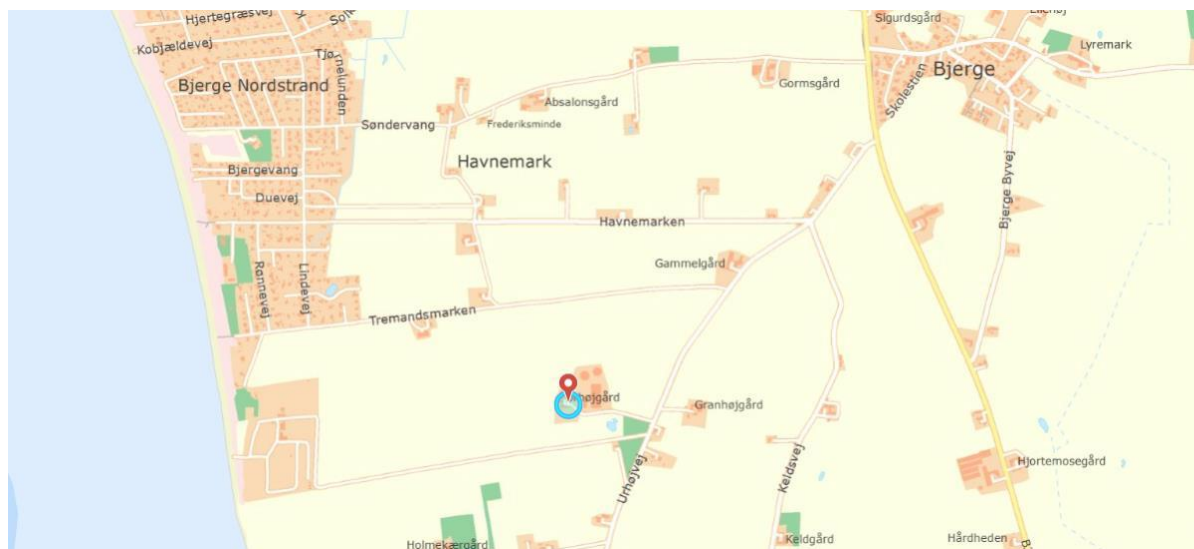 Hjertegræsvej
Kobjældevej
Bjerge Nordstrand
Søndervang
Absalonsgård
Frederiksminde
Gormsgård
Sigurdsgård
Skolestien
Bjerge
Lyremark
Bjerge Byvej
Havnemark
Bjergevang
Duevej
Havnemarken
Rønnevej
Lindevej
Gammelgård
Tremandsmarken
højgård
Granhøjgård
Urhøjvej
Keldsvej
Hjortemosegård
Holmekærgård
Keldgård
Hårdheden